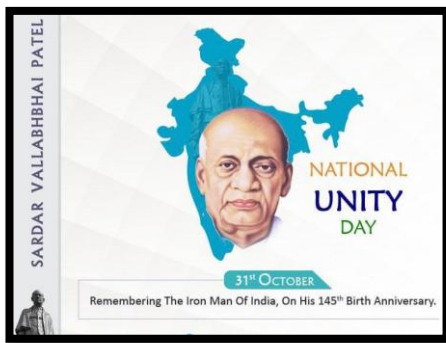 SARDAR VALLABHBHAI PATEL
NATIONAL
UNITY
DAY
31st OCTOBER
Remembering The Iron Man Of India, On His 145th Birth Anniversary.